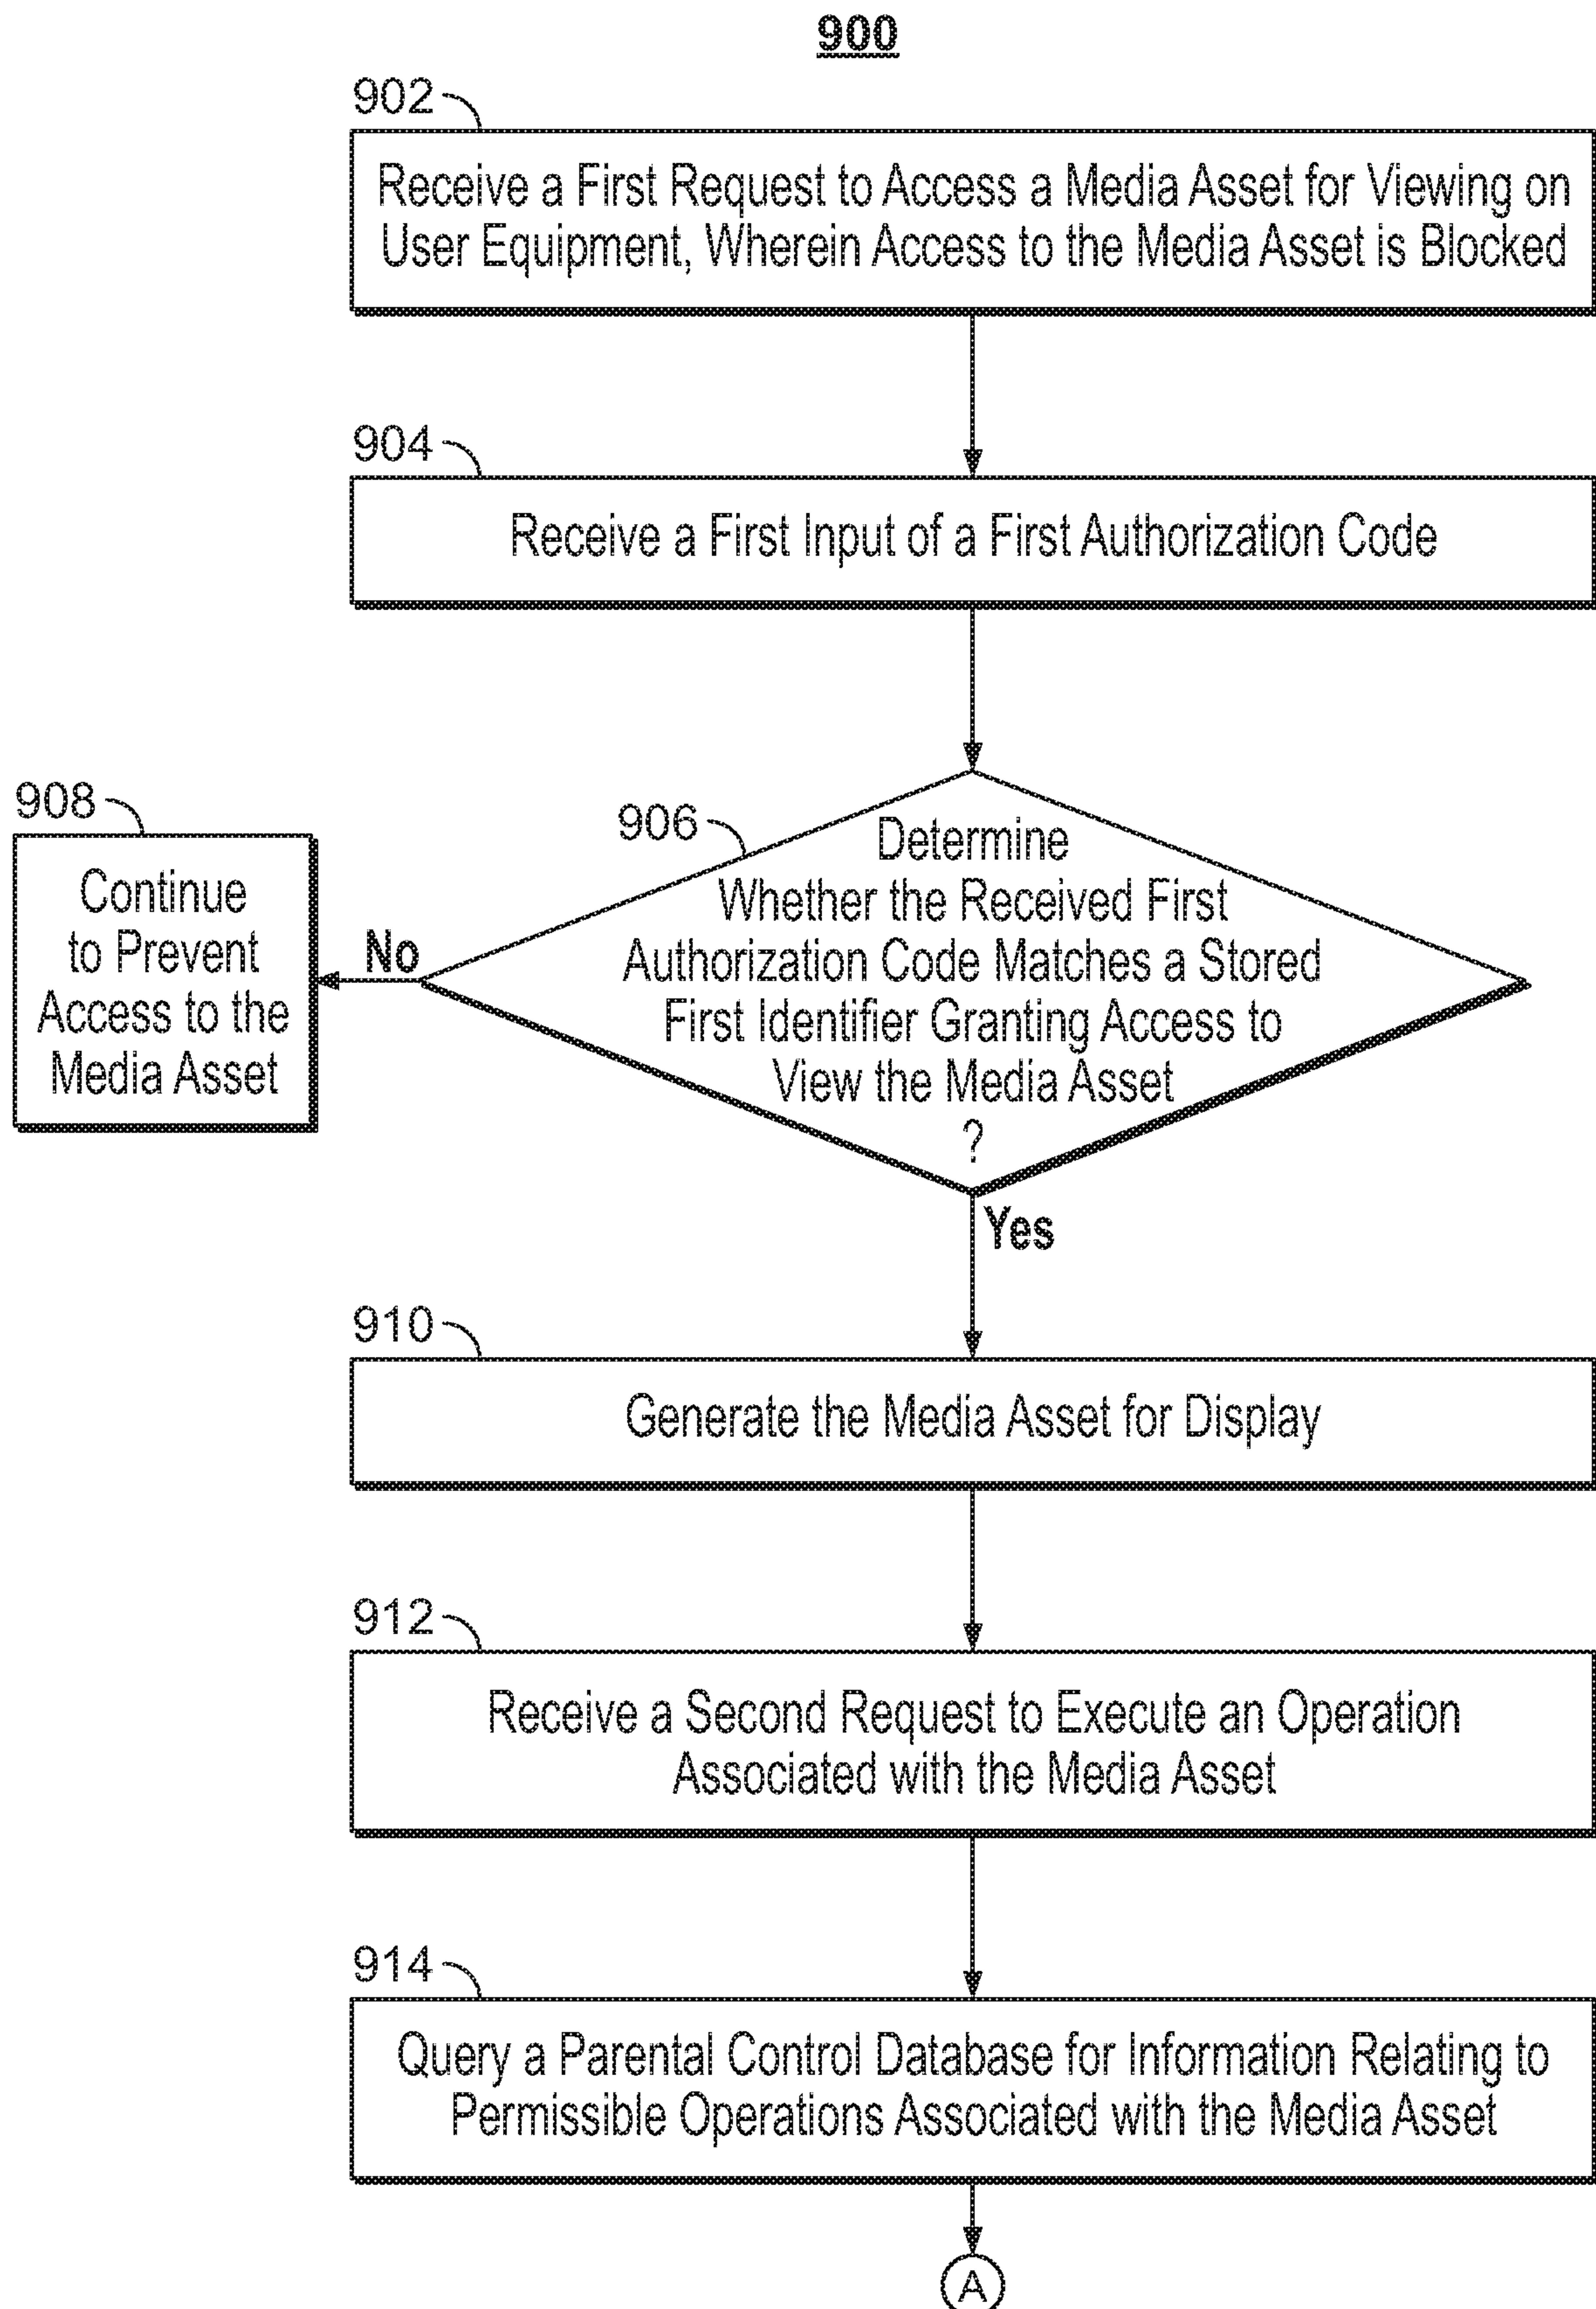 900
902
Receive a First Request to Access a Media Asset for Viewing on
User Equipment, Wherein Access to the Media Asset is Blocked
904
Receive a First Input of a First Authorization Code
906
Determine
Whether the Received First
Authorization Code Matches a Stored
First Identifier Granting Access to
View the Media Asset
?
No
908
Continue
to Prevent
Access to the
Media Asset
Yes
910
Generate the Media Asset for Display
912
Receive a Second Request to Execute an Operation
Associated with the Media Asset
914
Query a Parental Control Database for Information Relating to
Permissible Operations Associated with the Media Asset
A